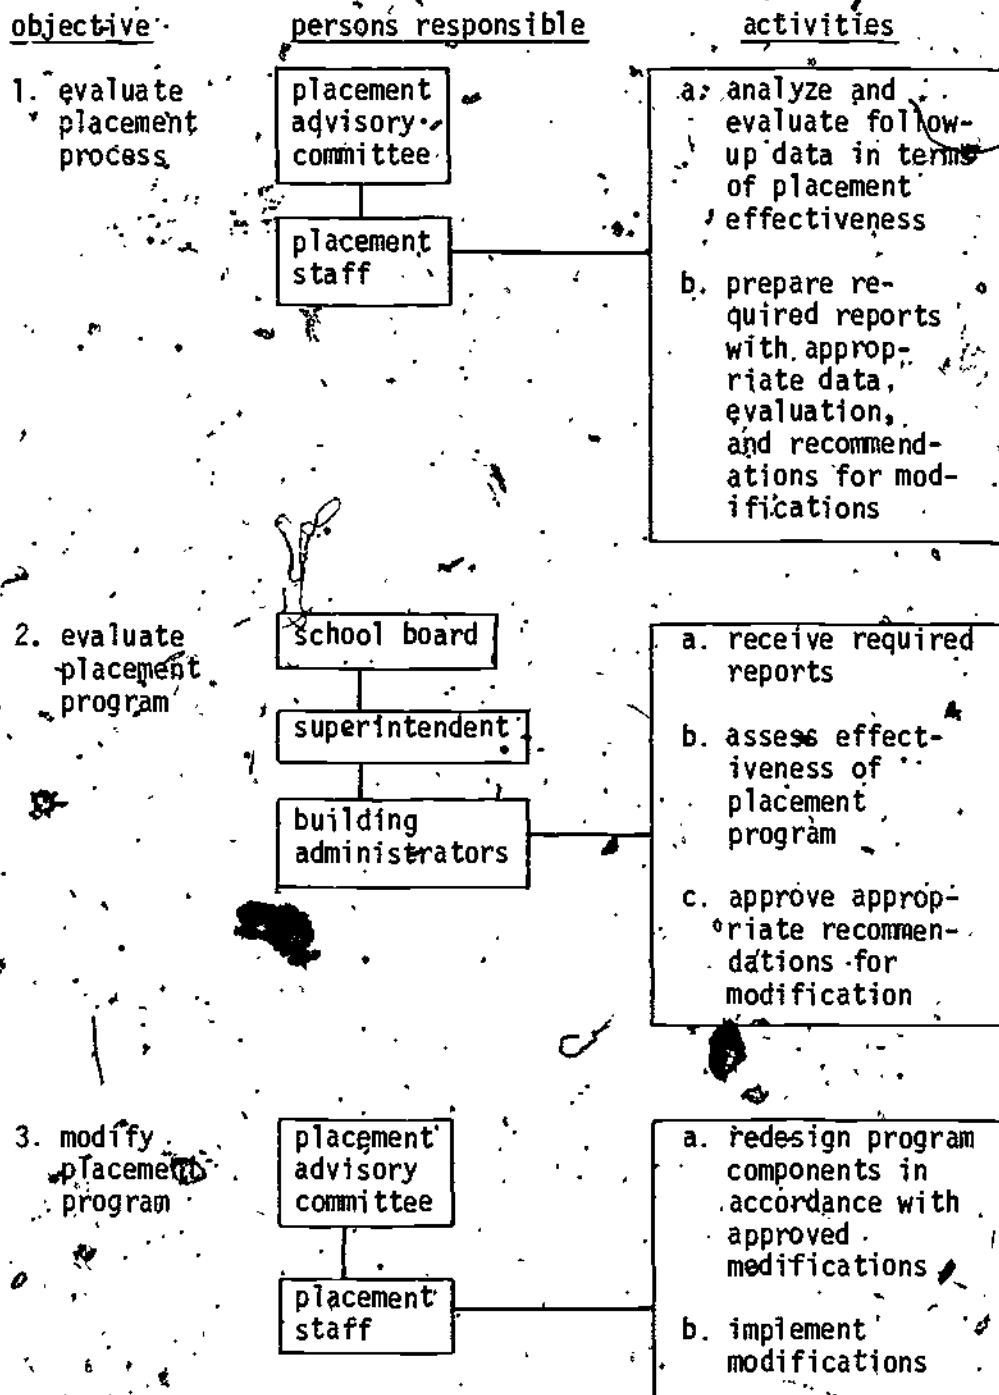 objective persons responsible activities
1. evaluate
placement
process
placement
advisory
committee
placement
staff
a. analyze and
evaluate follow-
up data in terms
of placement
effectiveness
b. prepare re-
quired reports
with approp-
riate data,
evaluation,
and recommend-
ations for mod-
ifications
2. evaluate
placement
program
school board
superintendent
building
administrators
a. receive required
reports
b. assess effect-
iveness of
placement
program
c. approve approp-
riate recommen-
dations for
modification
3. modify
placement
program
placement
advisory
committee
placement
staff
a. redesign program
components in
accordance with
approved
modifications
b. implement
modifications